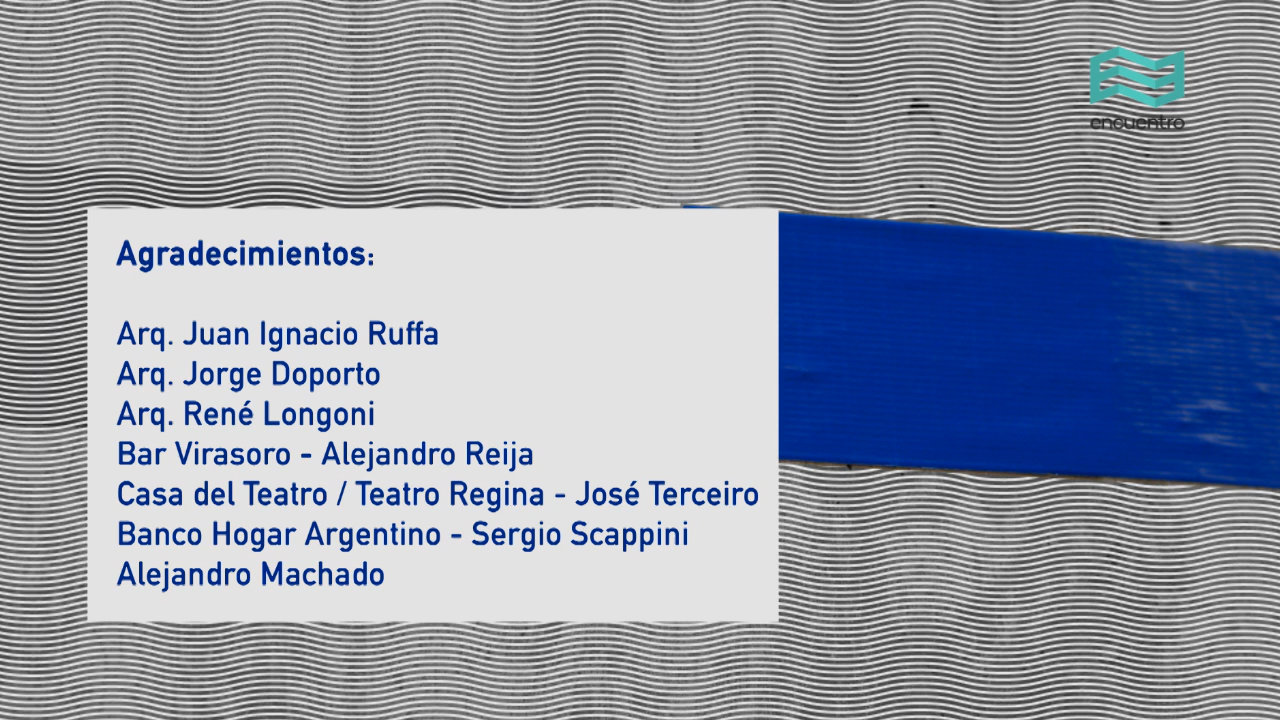 encuentro
Agradecimientos:
Arq. Juan Ignacio Ruffa
Arq. Jorge Doporto
Arq. René Longoni
Bar Virasoro - Alejandro Reija
Casa del Teatro / Teatro Regina - José Terceiro
Banco Hogar Argentino - Sergio Scappini
Alejandro Machado